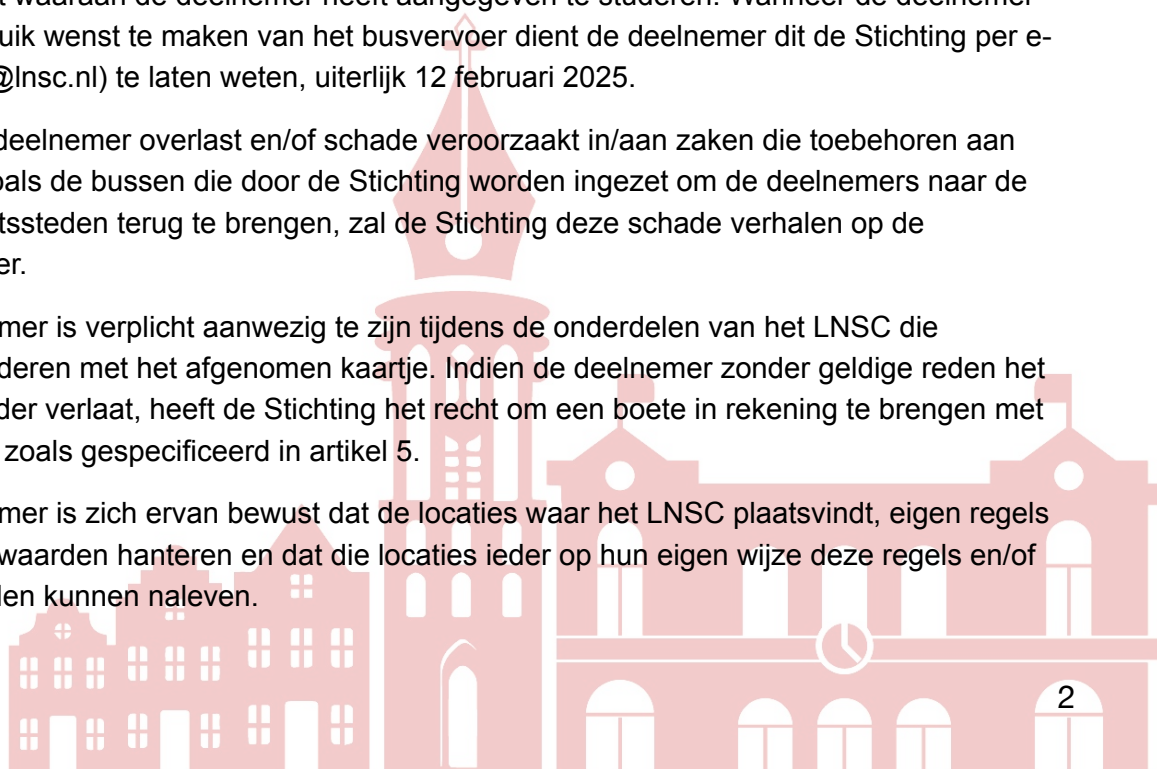 t waaraan de deelnemer heeft aangegeven te studeren. Wanneer de deelnemer
uik wenst te maken van het busvervoer dient de deelnemer dit de Stichting per e-
@lnsc.nl) te laten weten, uiterlijk 12 februari 2025.
deelnemer overlast en/of schade veroorzaakt in/aan zaken die toebehoren aan
oals de bussen die door de Stichting worden ingezet om de deelnemers naar de
tssteden terug te brengen, zal de Stichting deze schade verhalen op de
er.
mer is verplicht aanwezig te zijn tijdens de onderdelen van het LNSC die
deren met het afgenomen kaartje. Indien de deelnemer zonder geldige reden het
der verlaat, heeft de Stichting het recht om een boete in rekening te brengen met
zoals gespecificeerd in artikel 5.
mer is zich ervan bewust dat de locaties waar het LNSC plaatsvindt, eigen regels
waarden hanteren en dat die locaties ieder op hun eigen wijze deze regels en/of
den kunnen naleven.
2